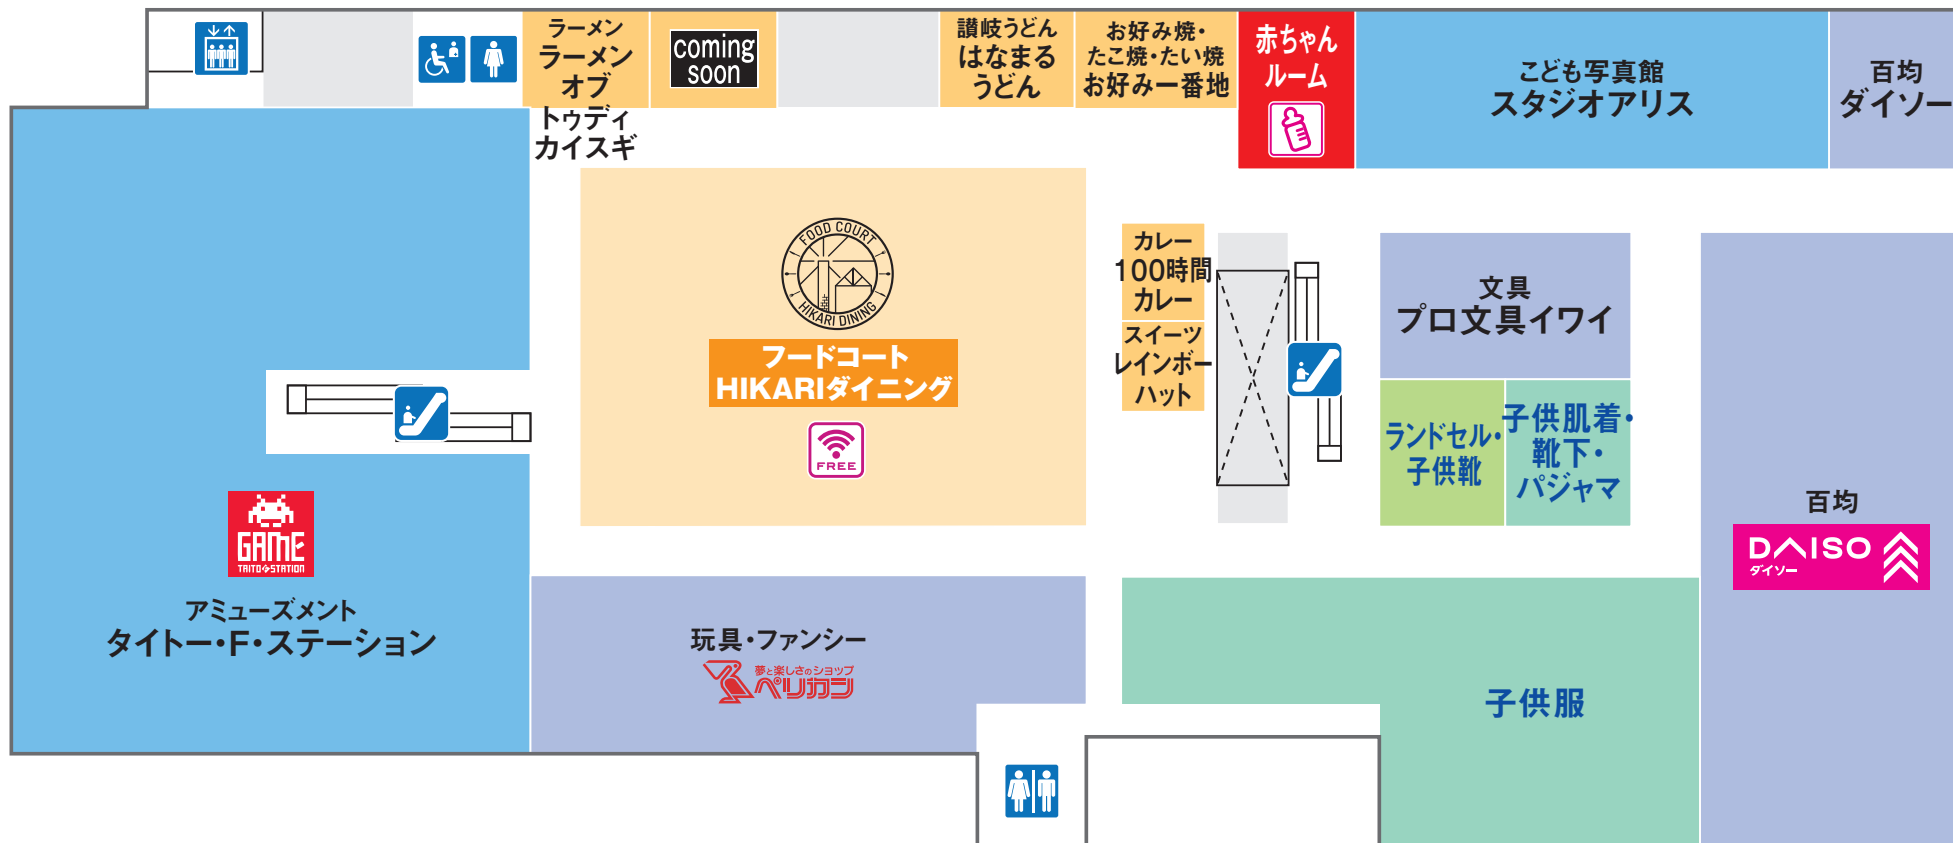 ラーメン
ラーメン
オブ
トゥディ
カイスギ
coming
soon
讃岐うどん
はなまる
うどん
お好み焼・
たこ焼・たい焼
お好み一番地
赤ちゃん
ルーム
こども写真館
スタジオアリス
百均
ダイソー
FOOD COURT
HIKARI DINING
フードコート
HIKARIダイニング
FREE
カレー
100時間
カレー
スイーツ
レインボー
ハット
文具
プロ文具イワイ
ランドセル・
子供靴
子供肌着・
靴下・
パジャマ
百均
DAISO
ダイソー
GAME
TAITO STATION
アミューズメント
タイトー・F・ステーション
玩具・ファンシー
夢と楽しさのショップ
ペリカン
子供服